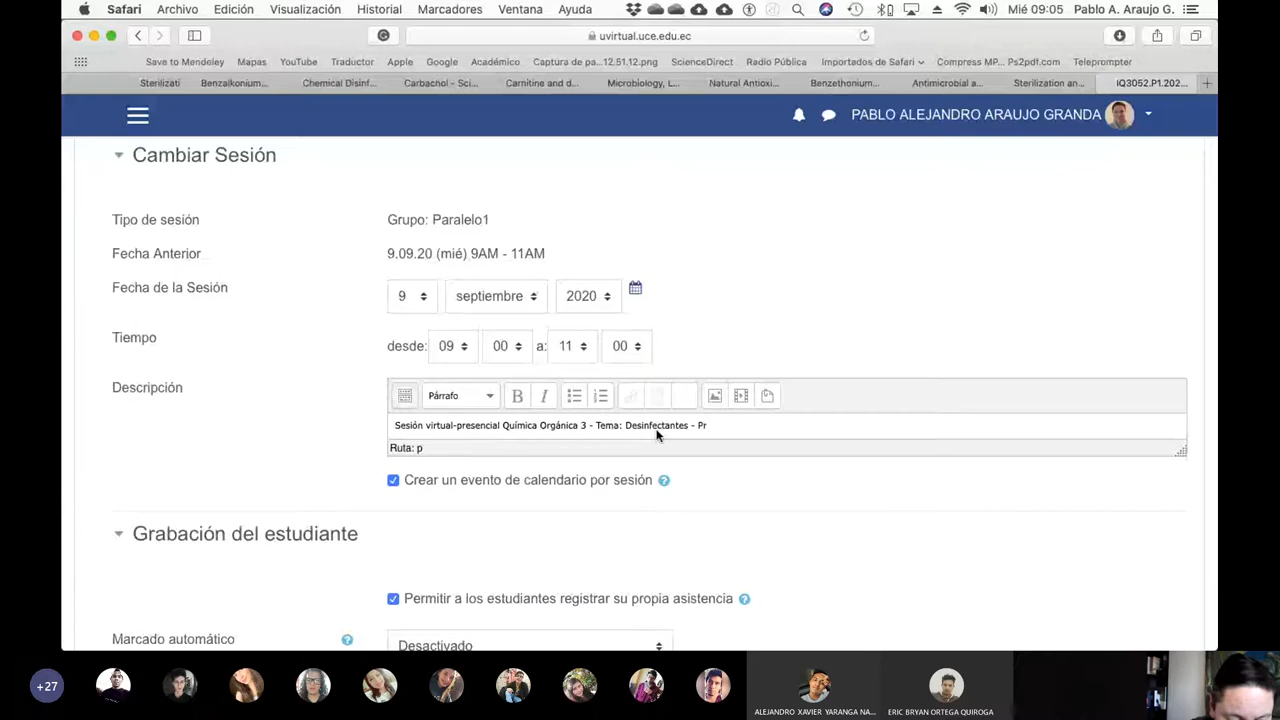 Safari Archivo Edición Visualización Historial Marcadores Ventana Ayuda Mié 09:05 Pablo A. Araujo G.
uvirtual.uce.edu.ec
Save to Mendeley Mapas YouTube Traductor Apple Google Académico Captura de pa...12.51.12.png ScienceDirect Radio Pública Importados de Safari Compress MP... Ps2pdf.com Teleprompter
Sterilizati Benzalkonium... Chemical Disinf... Carbachol - Sci... Carnitine and d... Microbiology, L... Natural Antioxi... Benzethonium... Antimicrobial a... Sterilization an... IQ3052.P1.202...
PABLO ALEJANDRO ARAUJO GRANDA
Cambiar Sesión
Tipo de sesión Grupo: Paralelo1
Fecha Anterior 9.09.20 (mié) 9AM - 11AM
Fecha de la Sesión 9 septiembre 2020
Tiempo desde: 09 00 a: 11 00
Descripción Párrafo B I
Sesión virtual-presencial Química Orgánica 3 - Tema: Desinfectantes - Pr
Ruta: p
Crear un evento de calendario por sesión ?
Grabación del estudiante
Permitir a los estudiantes registrar su propia asistencia ?
Marcado automático ? Desactivado
+27
ALEJANDRO XAVIER YARANGA NA... ERIC BRYAN ORTEGA QUIROGA